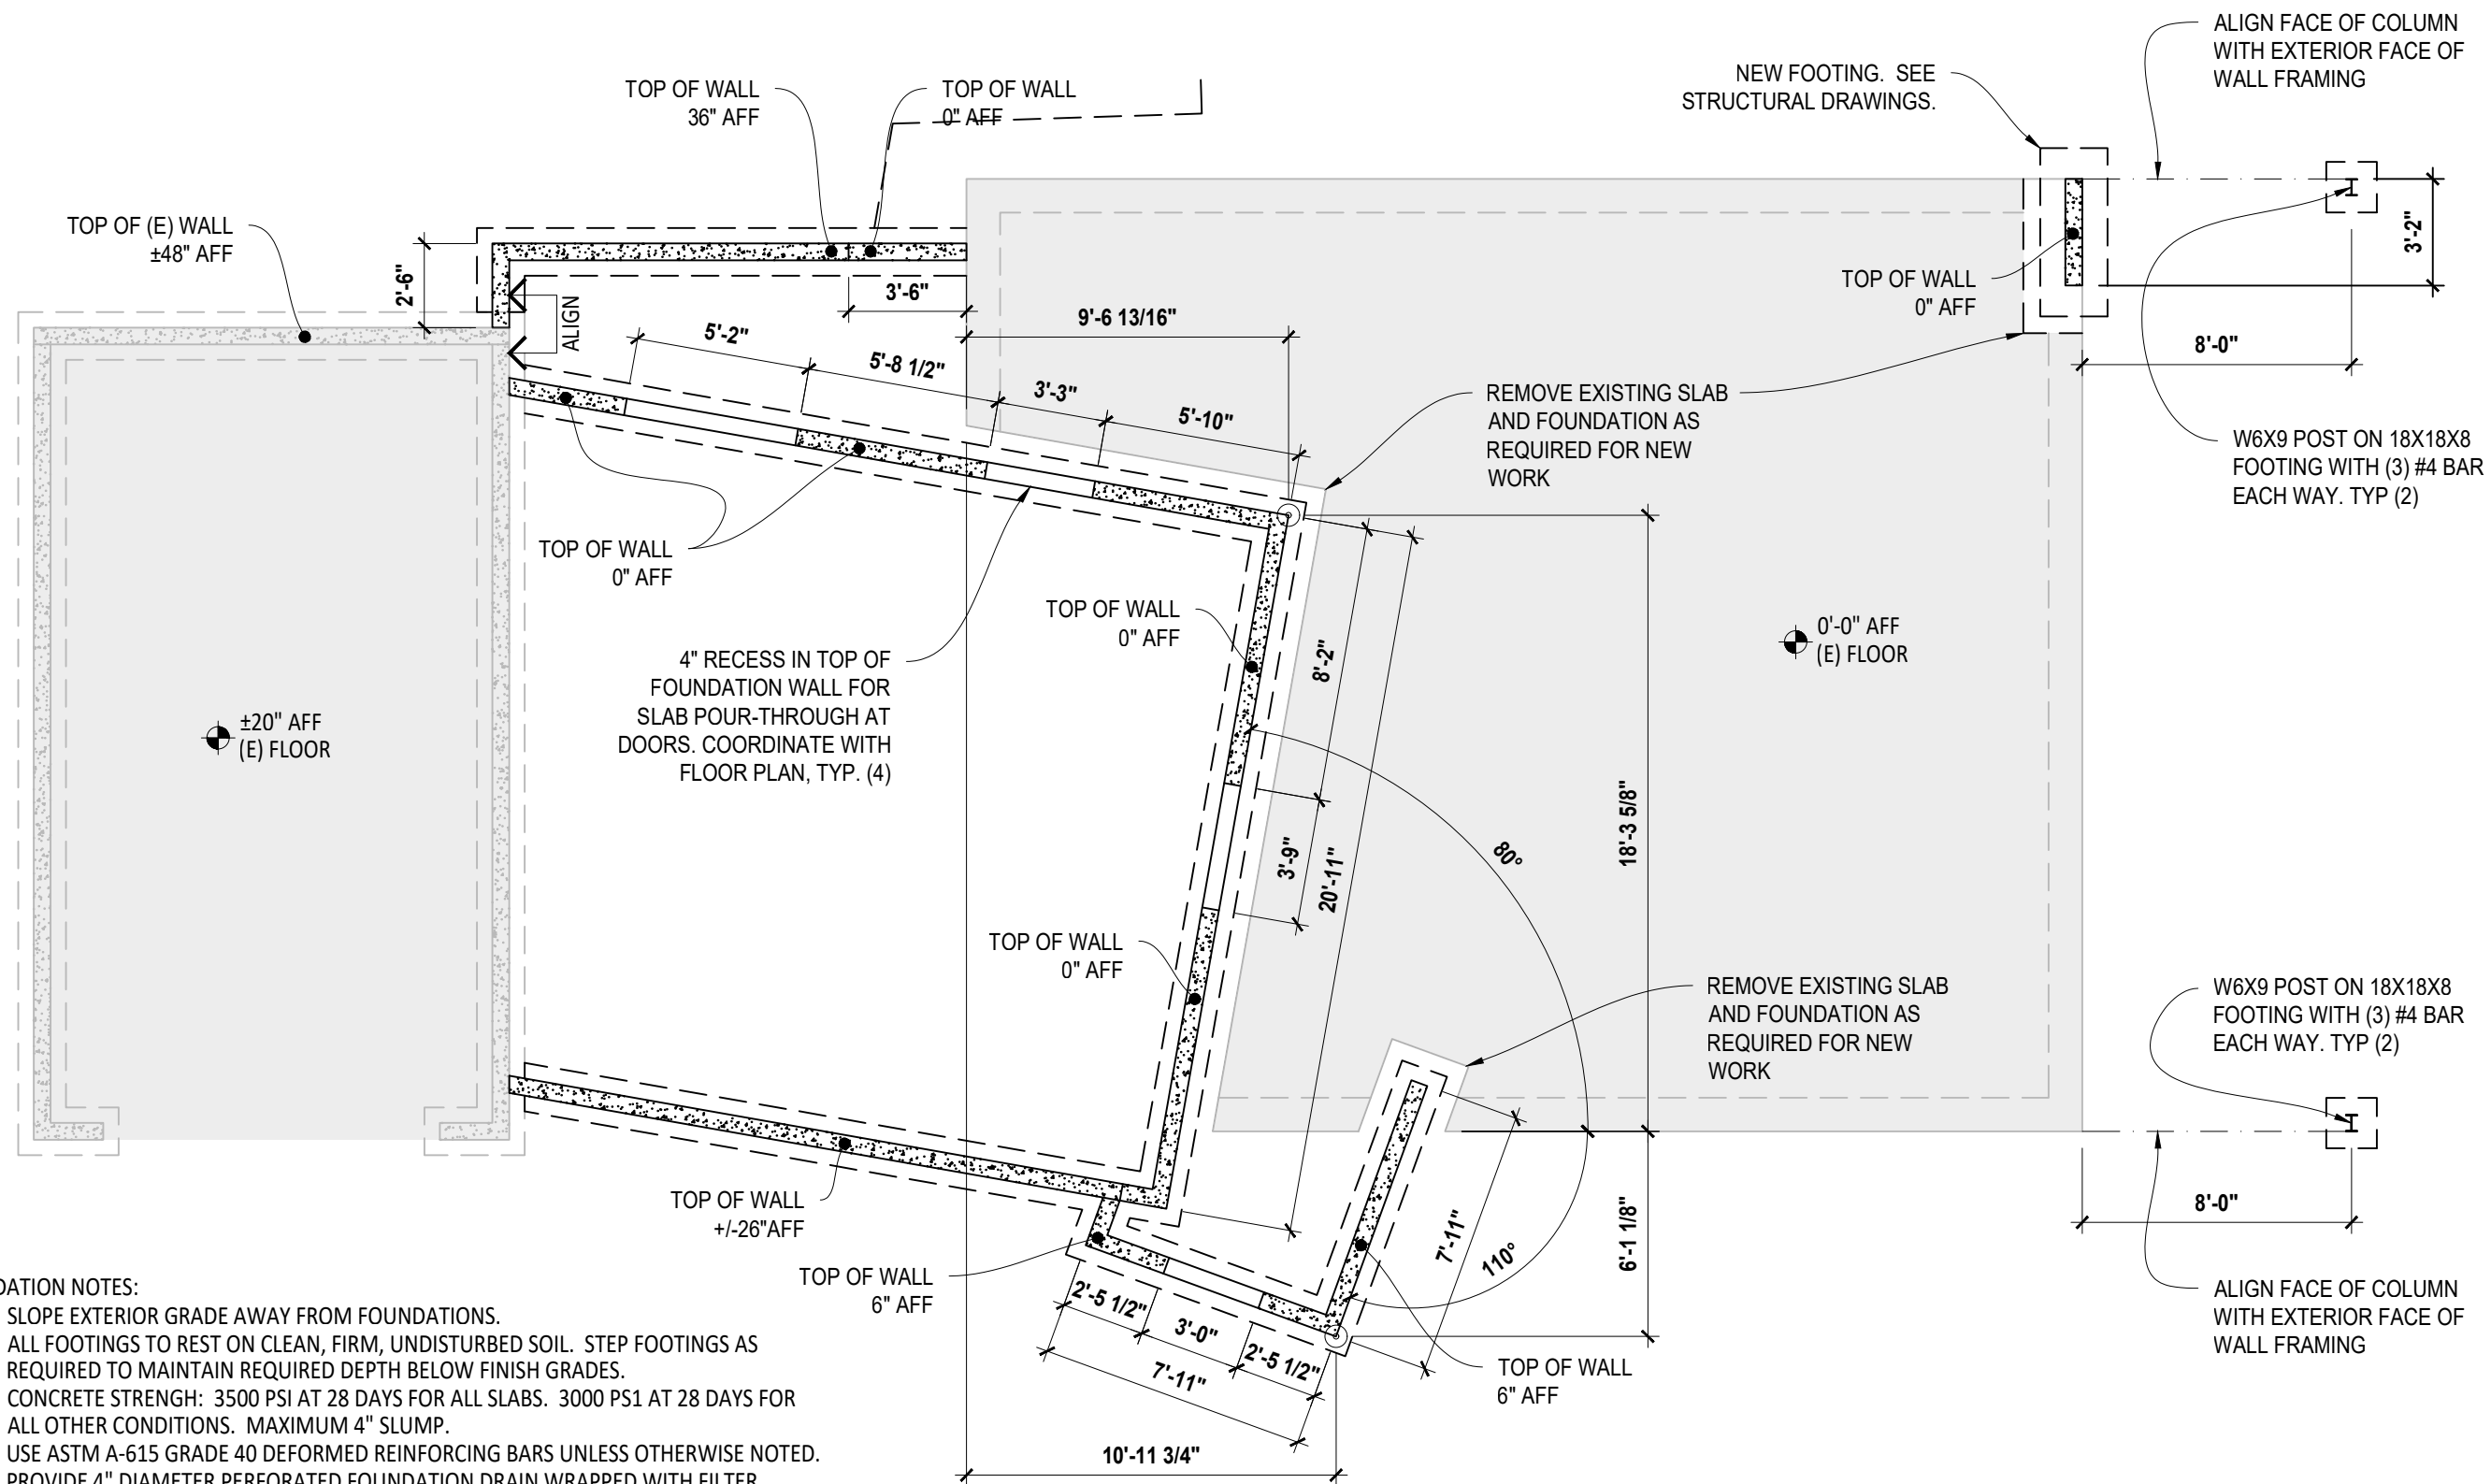 ALIGN FACE OF COLUMN
WITH EXTERIOR FACE OF
WALL FRAMING
NEW FOOTING.  SEE
STRUCTURAL DRAWINGS.
TOP OF WALL
36" AFF
TOP OF WALL
0" AFF
TOP OF (E) WALL
±48" AFF
2'-6"
ALIGN
3'-6"
9'-6 13/16"
5'-2"
5'-8 1/2"
3'-3"
5'-10"
TOP OF WALL
0" AFF
3'-2"
8'-0"
REMOVE EXISTING SLAB
AND FOUNDATION AS
REQUIRED FOR NEW
WORK
W6X9 POST ON 18X18X8
FOOTING WITH (3) #4 BAR
EACH WAY. TYP (2)
TOP OF WALL
0" AFF
TOP OF WALL
0" AFF
4" RECESS IN TOP OF
FOUNDATION WALL FOR
SLAB POUR-THROUGH AT
DOORS. COORDINATE WITH
FLOOR PLAN, TYP. (4)
8'-2"
0'-0" AFF
(E) FLOOR
±20" AFF
(E) FLOOR
3'-9"
20'-11"
80°
18'-3 5/8"
TOP OF WALL
0" AFF
REMOVE EXISTING SLAB
AND FOUNDATION AS
REQUIRED FOR NEW
WORK
W6X9 POST ON 18X18X8
FOOTING WITH (3) #4 BAR
EACH WAY. TYP (2)
TOP OF WALL
+/-26"AFF
TOP OF WALL
6" AFF
7'-11"
110°
6'-1 1/8"
8'-0"
2'-5 1/2"
3'-0"
2'-5 1/2"
7'-11"
TOP OF WALL
6" AFF
ALIGN FACE OF COLUMN
WITH EXTERIOR FACE OF
WALL FRAMING
10'-11 3/4"
DATION NOTES:
SLOPE EXTERIOR GRADE AWAY FROM FOUNDATIONS.
ALL FOOTINGS TO REST ON CLEAN, FIRM, UNDISTURBED SOIL.  STEP FOOTINGS AS
REQUIRED TO MAINTAIN REQUIRED DEPTH BELOW FINISH GRADES.
CONCRETE STRENGH:  3500 PSI AT 28 DAYS FOR ALL SLABS.  3000 PS1 AT 28 DAYS FOR
ALL OTHER CONDITIONS.  MAXIMUM 4" SLUMP.
USE ASTM A-615 GRADE 40 DEFORMED REINFORCING BARS UNLESS OTHERWISE NOTED.
PROVIDE 4" DIAMETER PERFORATED FOUNDATION DRAIN WRAPPED WITH FILTER